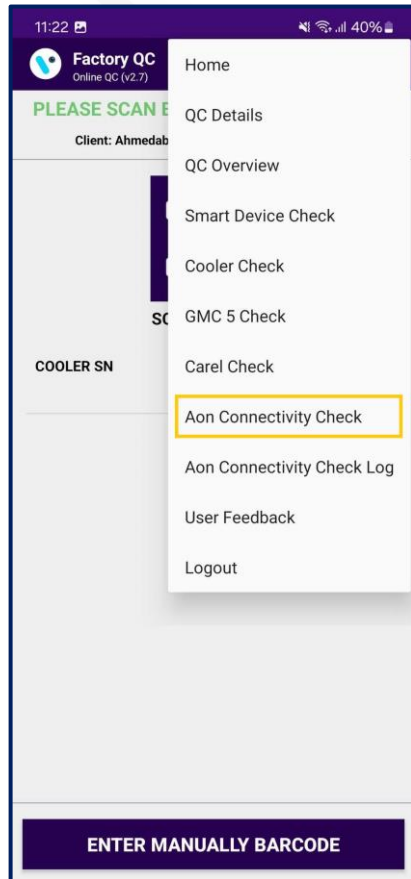 11:22 40%
Factory QC
Online QC (v2.7)
PLEASE SCAN
Client: Ahmedab
SC
COOLER SN
Home
QC Details
QC Overview
Smart Device Check
Cooler Check
GMC 5 Check
Carel Check
Aon Connectivity Check
Aon Connectivity Check Log
User Feedback
Logout
ENTER MANUALLY BARCODE